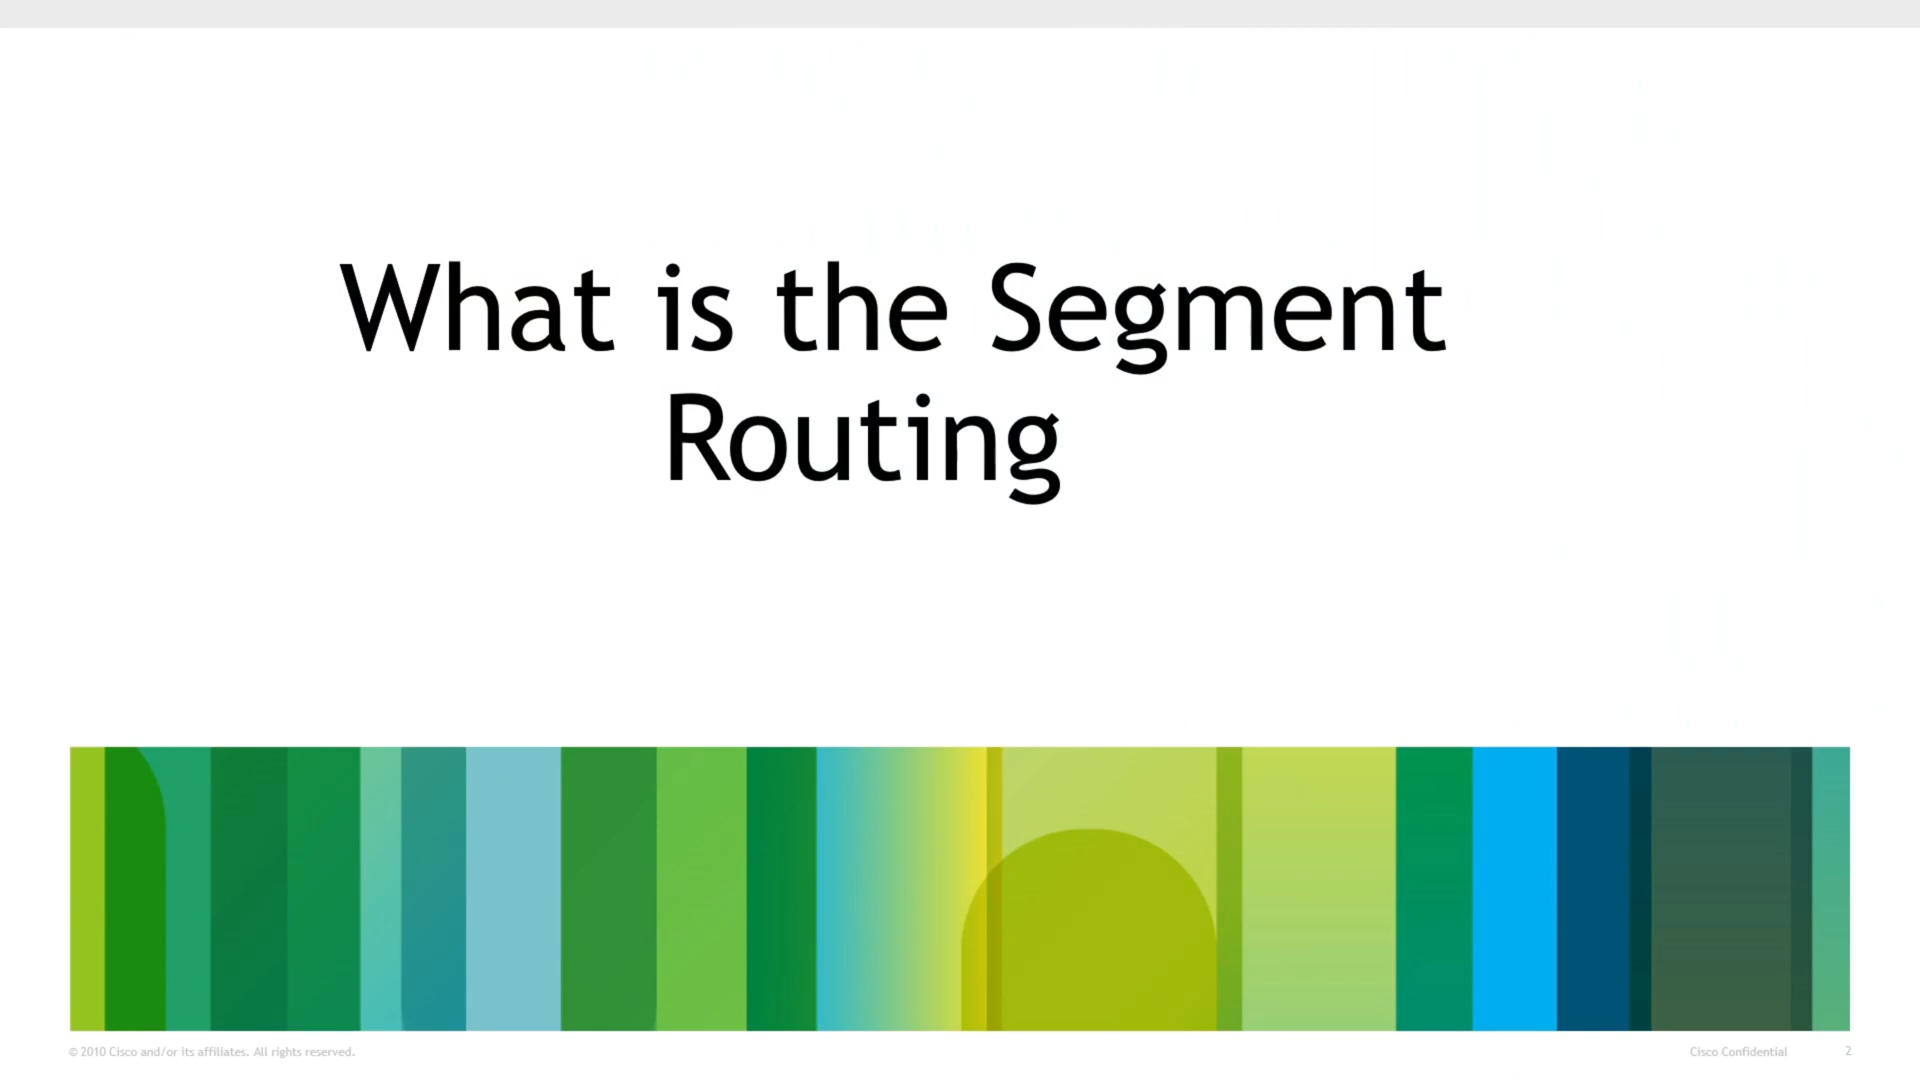 What is the Segment
Routing
© 2010 Cisco and/or its affiliates. All rights reserved.
Cisco Confidential
2